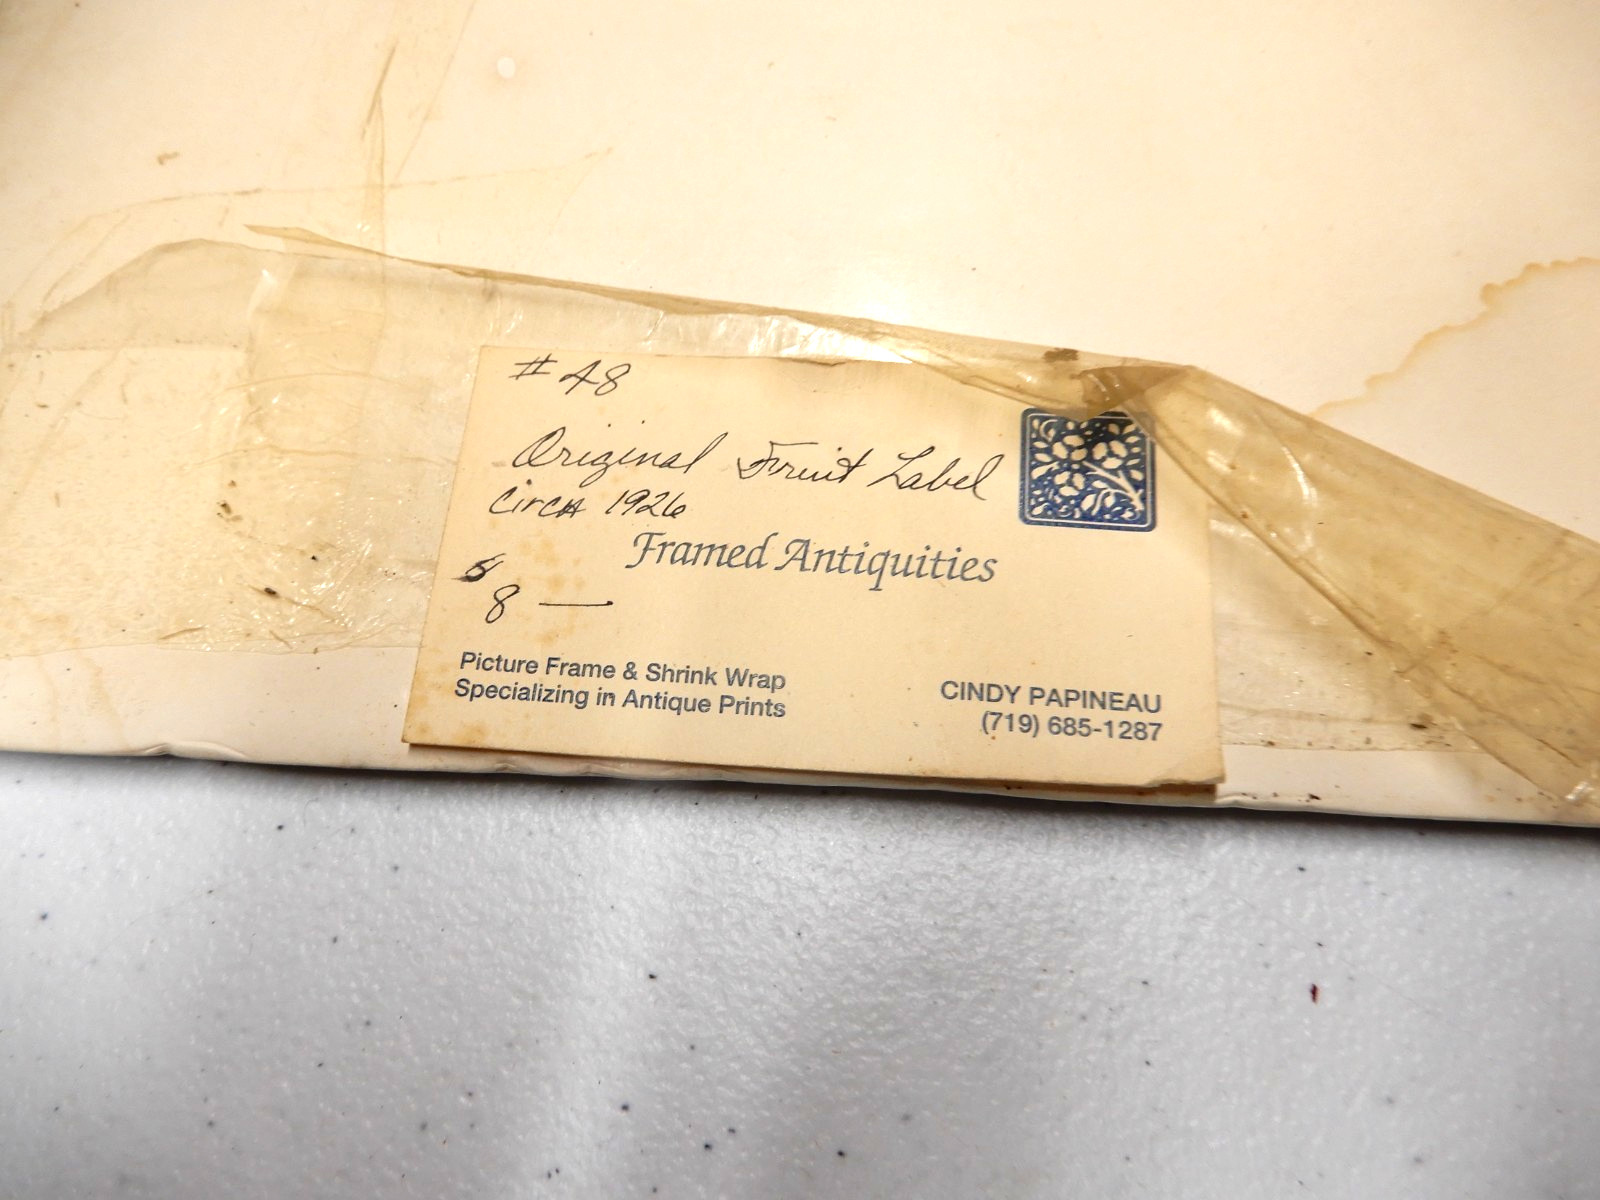 #48
Original Fruit Label
Circa 1926
Framed Antiquities
8 —
Picture Frame & Shrink Wrap
Specializing in Antique Prints
CINDY PAPINEAU
(719) 685-1287